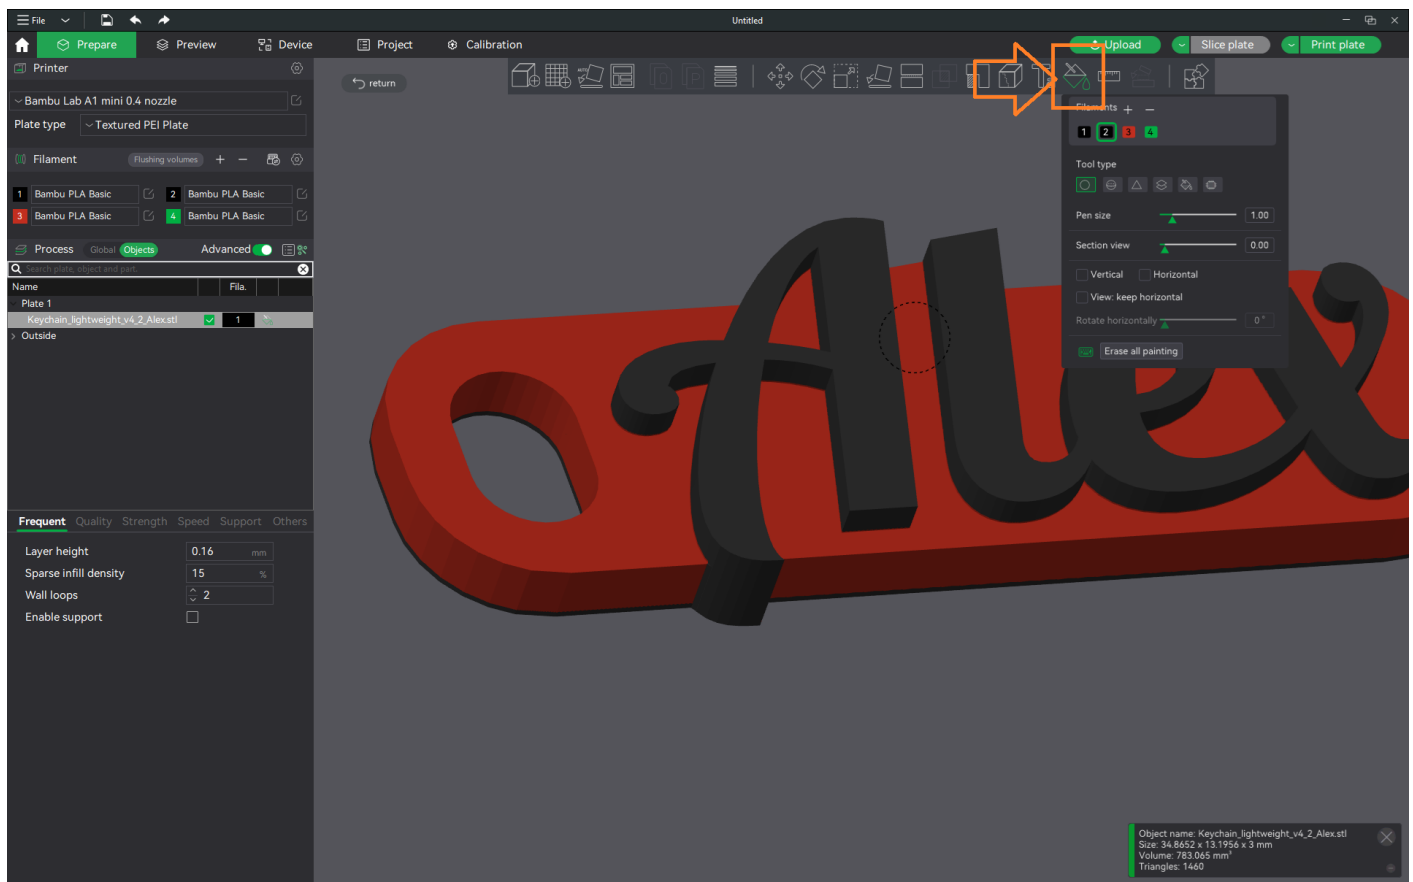 File
Untitled
Prepare
Preview
Device
Project
Calibration
Upload
Slice plate
Print plate
Printer
return
Bambu Lab A1 mini 0.4 nozzle
Plate type
Textured PEI Plate
Filament
Flushing volumes
1 Bambu PLA Basic
2 Bambu PLA Basic
3 Bambu PLA Basic
4 Bambu PLA Basic
Process
Global
Objects
Advanced
Search plate, object and part.
Name
Fila.
Plate 1
Keychain_lightweight_v4_2_Alex.stl
1
Outside
Frequent
Quality
Strength
Speed
Support
Others
Layer height
0.16 mm
Sparse infill density
15 %
Wall loops
2
Enable support
Alex
Filaments + −
1 2 3 4
Tool type
Pen size
1.00
Section view
0.00
Vertical
Horizontal
View: keep horizontal
Rotate horizontally
0 °
Erase all painting
Object name: Keychain_lightweight_v4_2_Alex.stl
Size: 34.8652 x 13.1956 x 3 mm
Volume: 783.065 mm³
Triangles: 1460